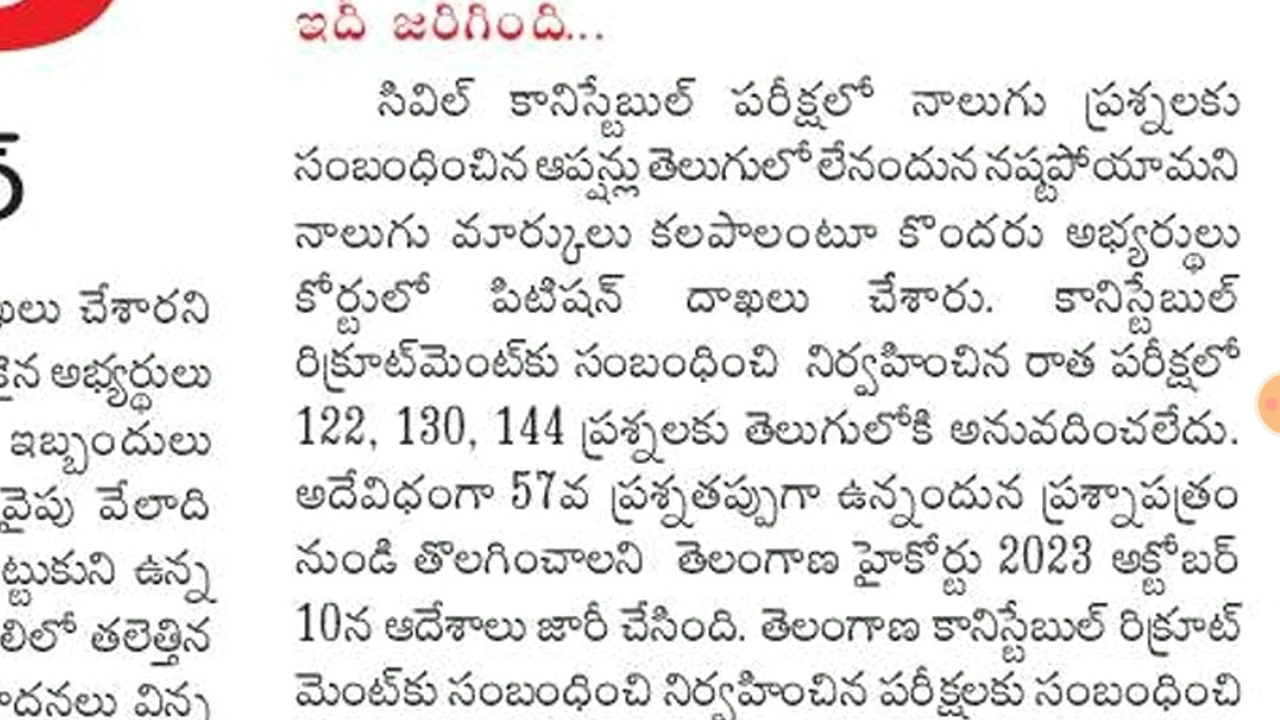 ఇదీ జరిగింది...
సివిల్ కానిస్టేబుల్ పరీక్షలో నాలుగు ప్రశ్నలకు
సంబంధించిన ఆప్షన్లు తెలుగులో లేనందున నష్టపోయామని
నాలుగు మార్కులు కలపాలంటూ కొందరు అభ్యర్థులు
కోర్టులో పిటిషన్ దాఖలు చేశారు. కానిస్టేబుల్
రిక్రూట్‌మెంట్‌కు సంబంధించి నిర్వహించిన రాత పరీక్షలో
122, 130, 144 ప్రశ్నలకు తెలుగులోకి అనువదించలేదు.
అదేవిధంగా 57వ ప్రశ్నతప్పుగా ఉన్నందున ప్రశ్నాపత్రం
నుండి తొలగించాలని తెలంగాణ హైకోర్టు 2023 అక్టోబర్
10న ఆదేశాలు జారీ చేసింది. తెలంగాణ కానిస్టేబుల్ రిక్రూట్
మెంట్‌కు సంబంధించి నిర్వహించిన పరీక్షలకు సంబంధించి
చేశారని
అభ్యర్థులు
ఇబ్బందులు
వేలాది
ఉన్న
తలెత్తిన
విన్న